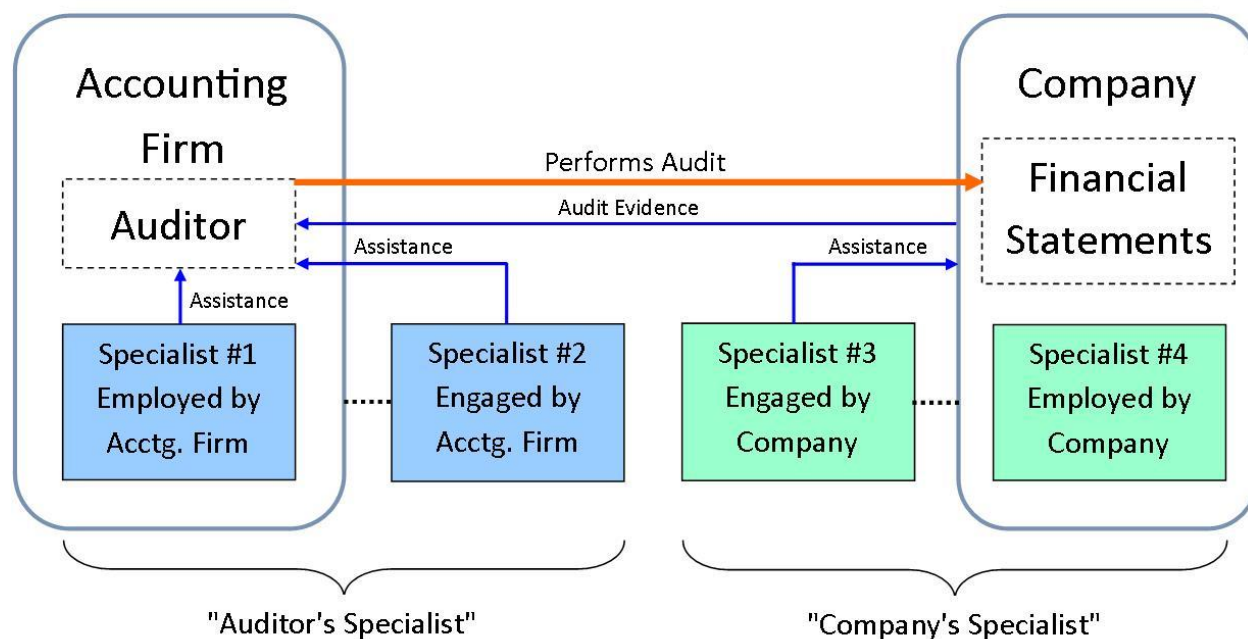 Accounting
Firm
Auditor
Company
Financial
Statements
Performs Audit
Audit Evidence
Assistance
Assistance
Assistance
Specialist #1
Employed by
Acctg. Firm
Specialist #2
Engaged by
Acctg. Firm
Specialist #3
Engaged by
Company
Specialist #4
Employed by
Company
"Auditor's Specialist"
"Company's Specialist"